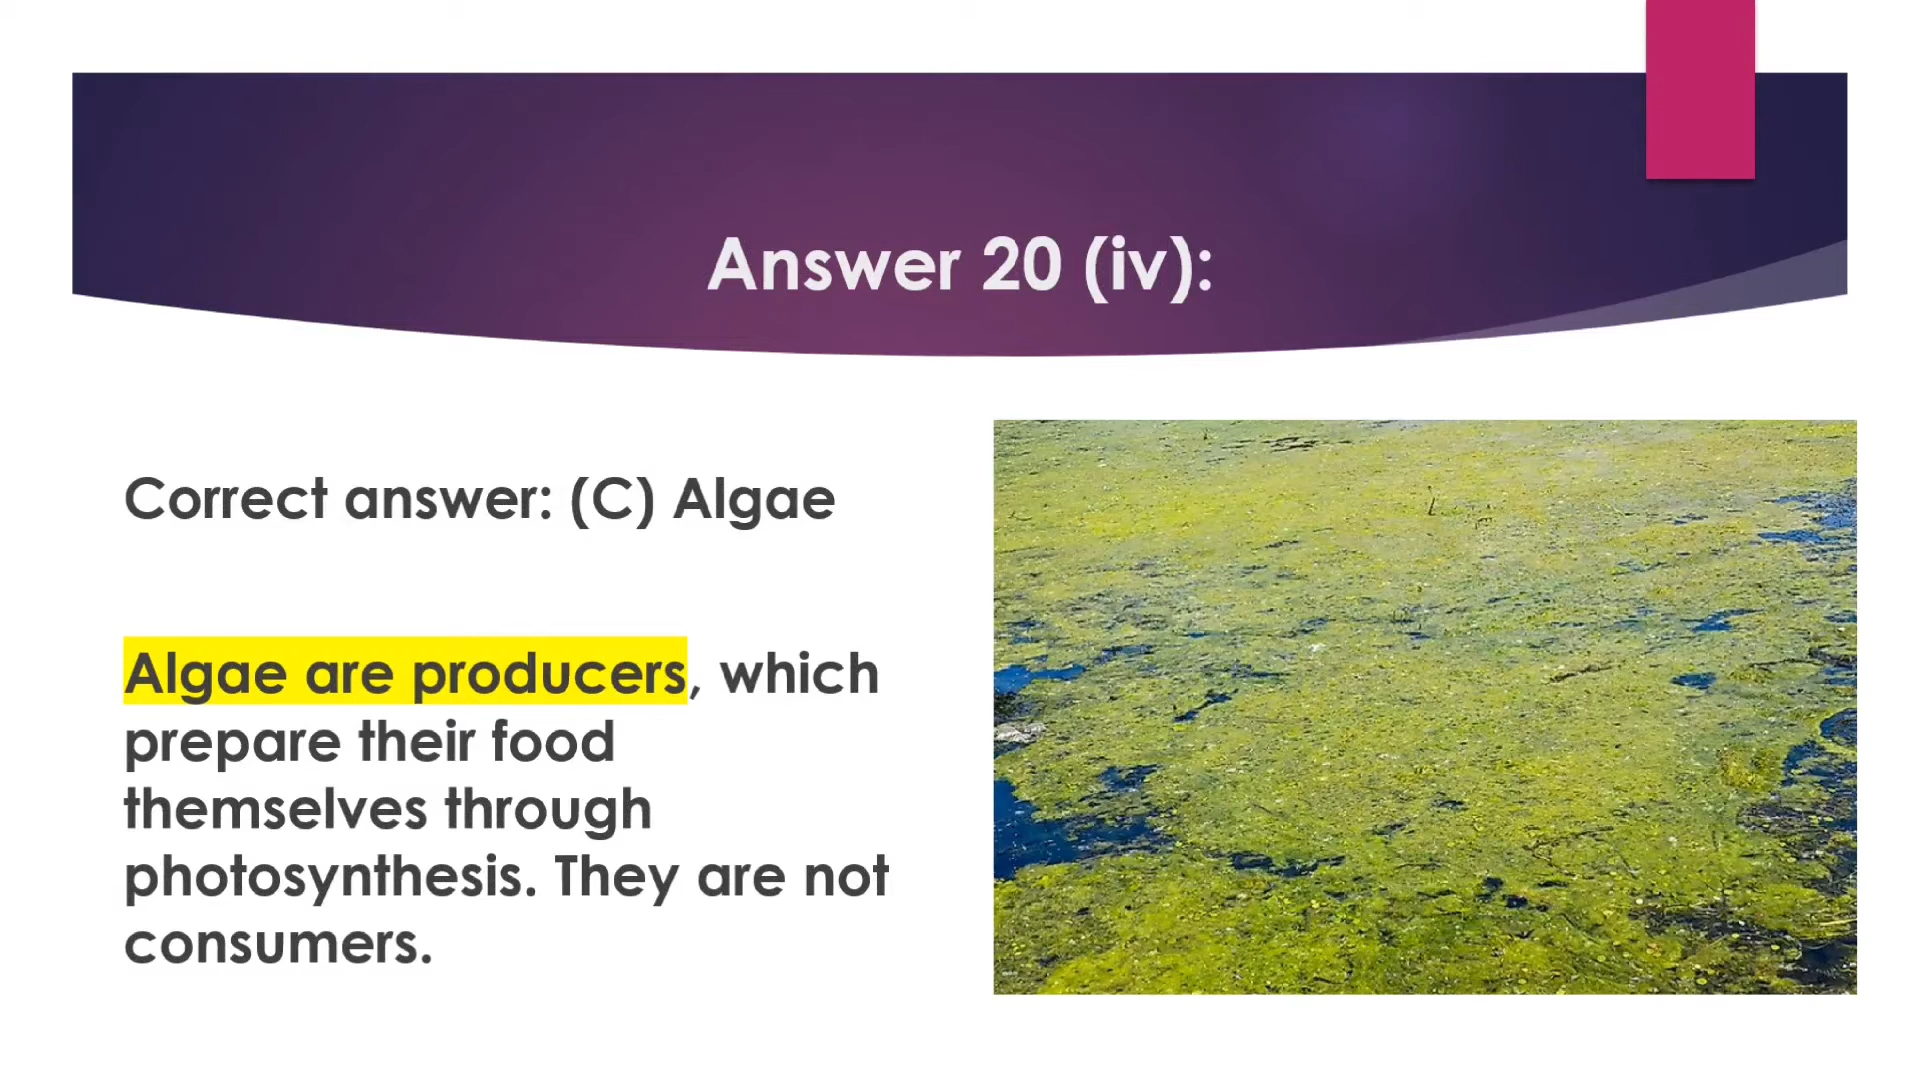 Answer 20 (iv):
Correct answer: (C) Algae
Algae are producers, which
prepare their food
themselves through
photosynthesis. They are not
consumers.